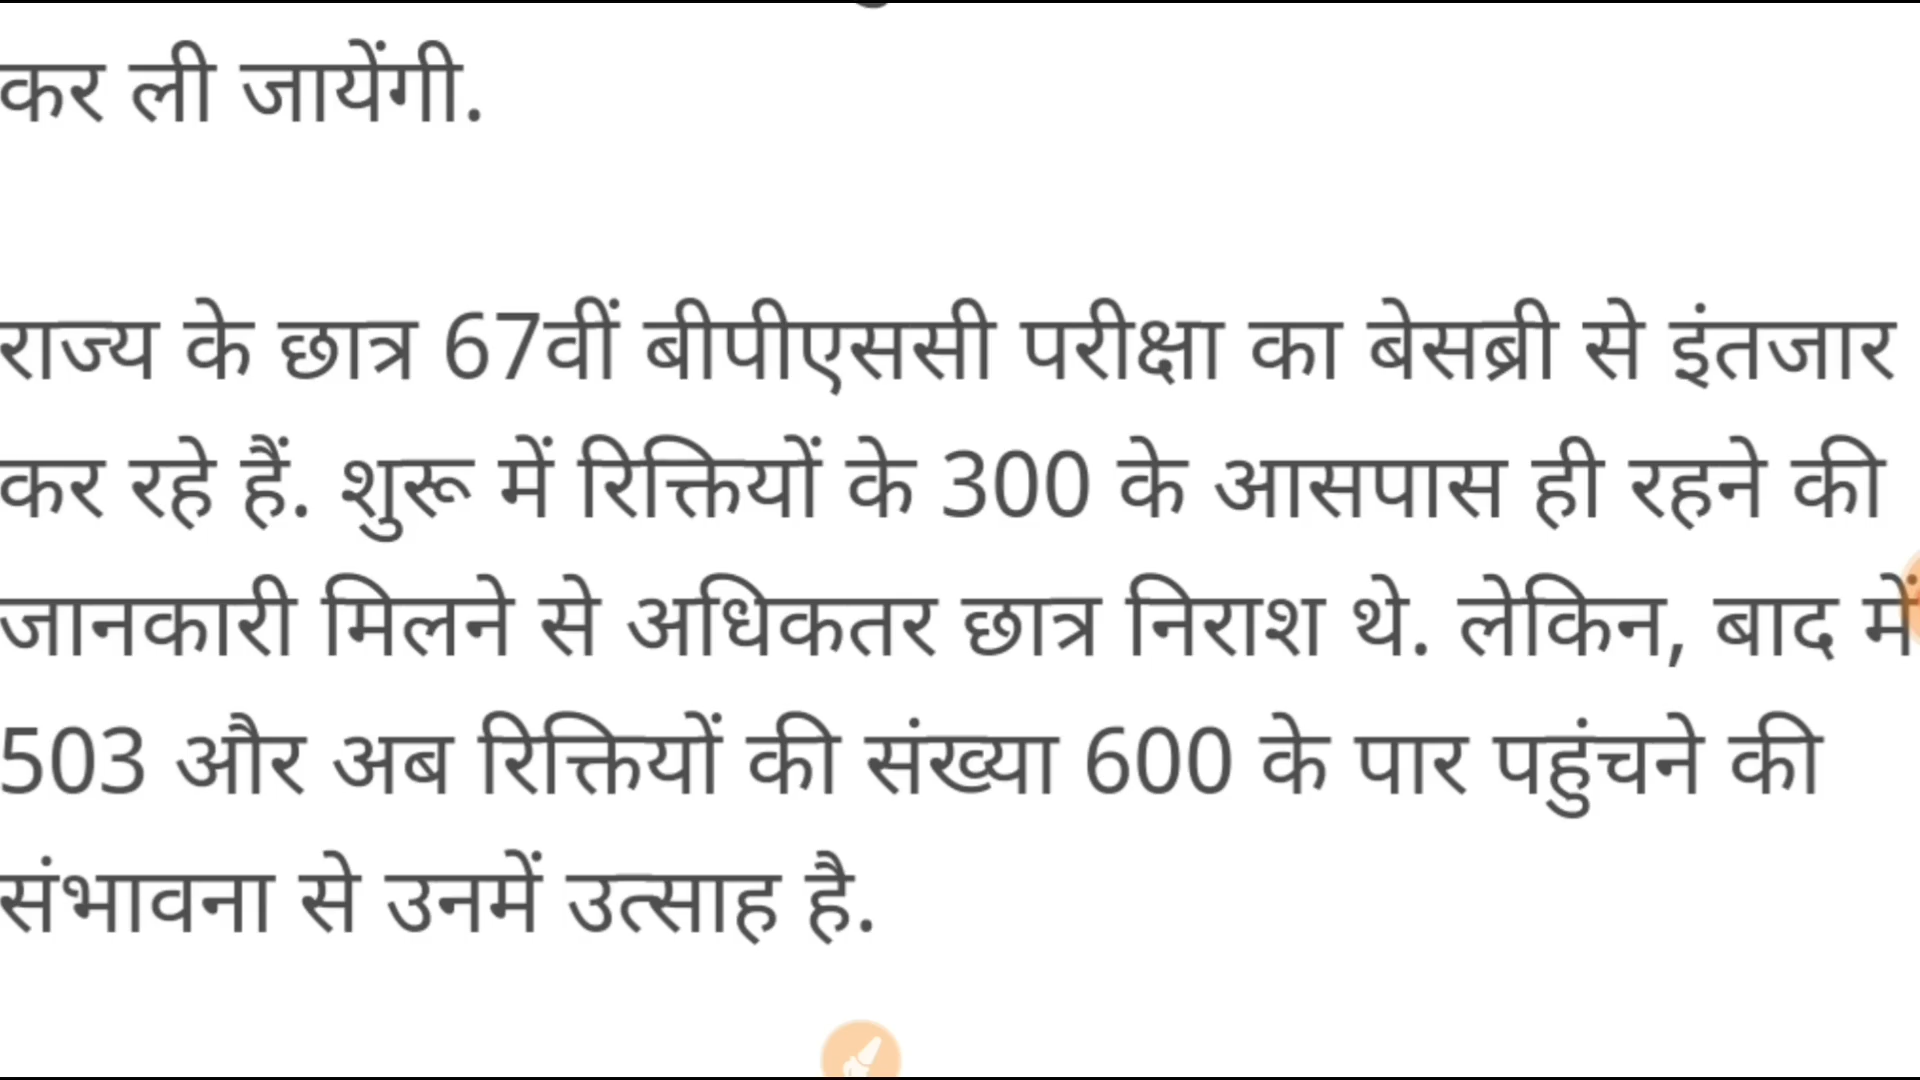 कर ली जायेंगी.
राज्य के छात्र 67वीं बीपीएससी परीक्षा का बेसब्री से इंतजार
कर रहे हैं. शुरू में रिक्तियों के 300 के आसपास ही रहने की
जानकारी मिलने से अधिकतर छात्र निराश थे. लेकिन, बाद में
503 और अब रिक्तियों की संख्या 600 के पार पहुंचने की
संभावना से उनमें उत्साह है.